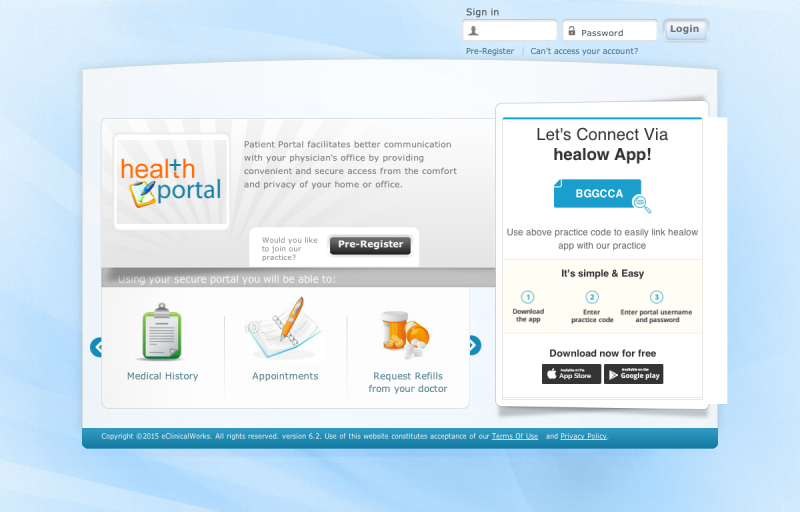 Sign in
Password
Login
Pre-Register | Can't access your account?
health
portal
Patient Portal facilitates better communication
with your physician's office by providing
convenient and secure access from the comfort
and privacy of your home or office.
Would you like
to join our
practice?
Pre-Register
Using your secure portal you will be able to:
Medical History
Appointments
Request Refills
from your doctor
Let's Connect Via
healow App!
BGGCCA
Use above practice code to easily link healow
app with our practice
It's simple & Easy
1
2
3
Download
the app
Enter
practice code
Enter portal username
and password
Download now for free
Available on the
App Store
Available on the
Google play
Copyright ©2015 eClinicalWorks. All rights reserved. version 6.2. Use of this website constitutes acceptance of our Terms Of Use and Privacy Policy.